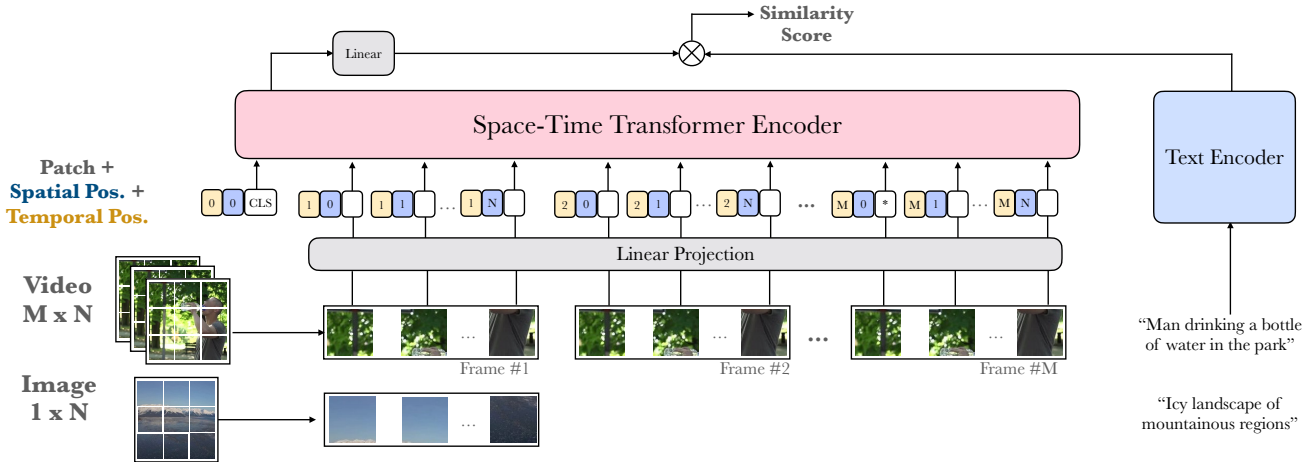 Similarity
Score
Linear
Space-Time Transformer Encoder
Text Encoder
Patch +
Spatial Pos. +
Temporal Pos.
0 0 CLS
1 0
1 1
...
1 N
2 0
2 1
...
2 N
...
M 0 *
M 1
...
M N
Linear Projection
Video
M x N
...
...
...
...
Frame #1
Frame #2
Frame #M
"Man drinking a bottle
of water in the park"
Image
1 x N
...
"Icy landscape of
mountainous regions"